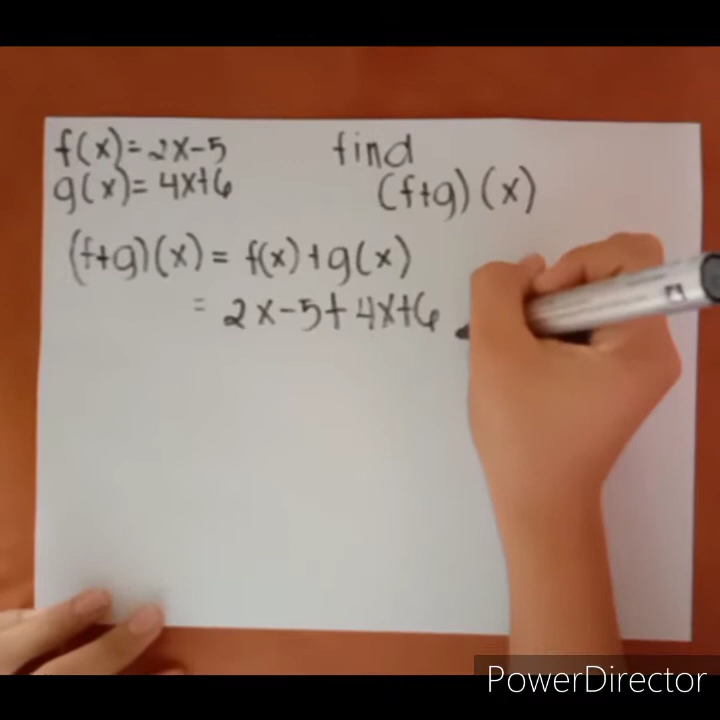 f(x) = 2x-5 find
g(x) = 4x+6 (f+g)(x)
(f+g)(x) = f(x)+g(x)
= 2x-5+4x+6
PowerDirector